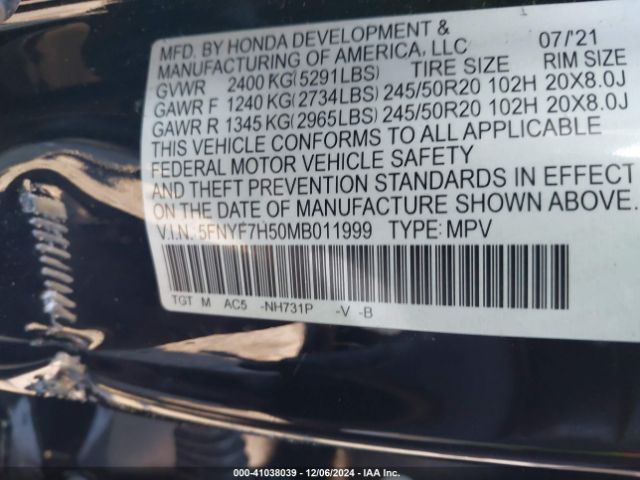 MFD. BY HONDA DEVELOPMENT &
MANUFACTURING OF AMERICA, LLC 07/21
GVWR 2400 KG(5291LBS) TIRE SIZE RIM SIZE
GAWR F 1240 KG(2734LBS) 245/50R20 102H 20X8.0J
GAWR R 1345 KG(2965LBS) 245/50R20 102H 20X8.0J
THIS VEHICLE CONFORMS TO ALL APPLICABLE
FEDERAL MOTOR VEHICLE SAFETY
AND THEFT PREVENTION STANDARDS IN EFFECT
ON THE DATE OF MANUFACTURE SHOWN ABOVE.
V.I.N. 5FNYF7H50MB011999 TYPE: MPV
TGT M AC5 -NH731P -V -B
000-41038039 - 12/06/2024 - IAA Inc.